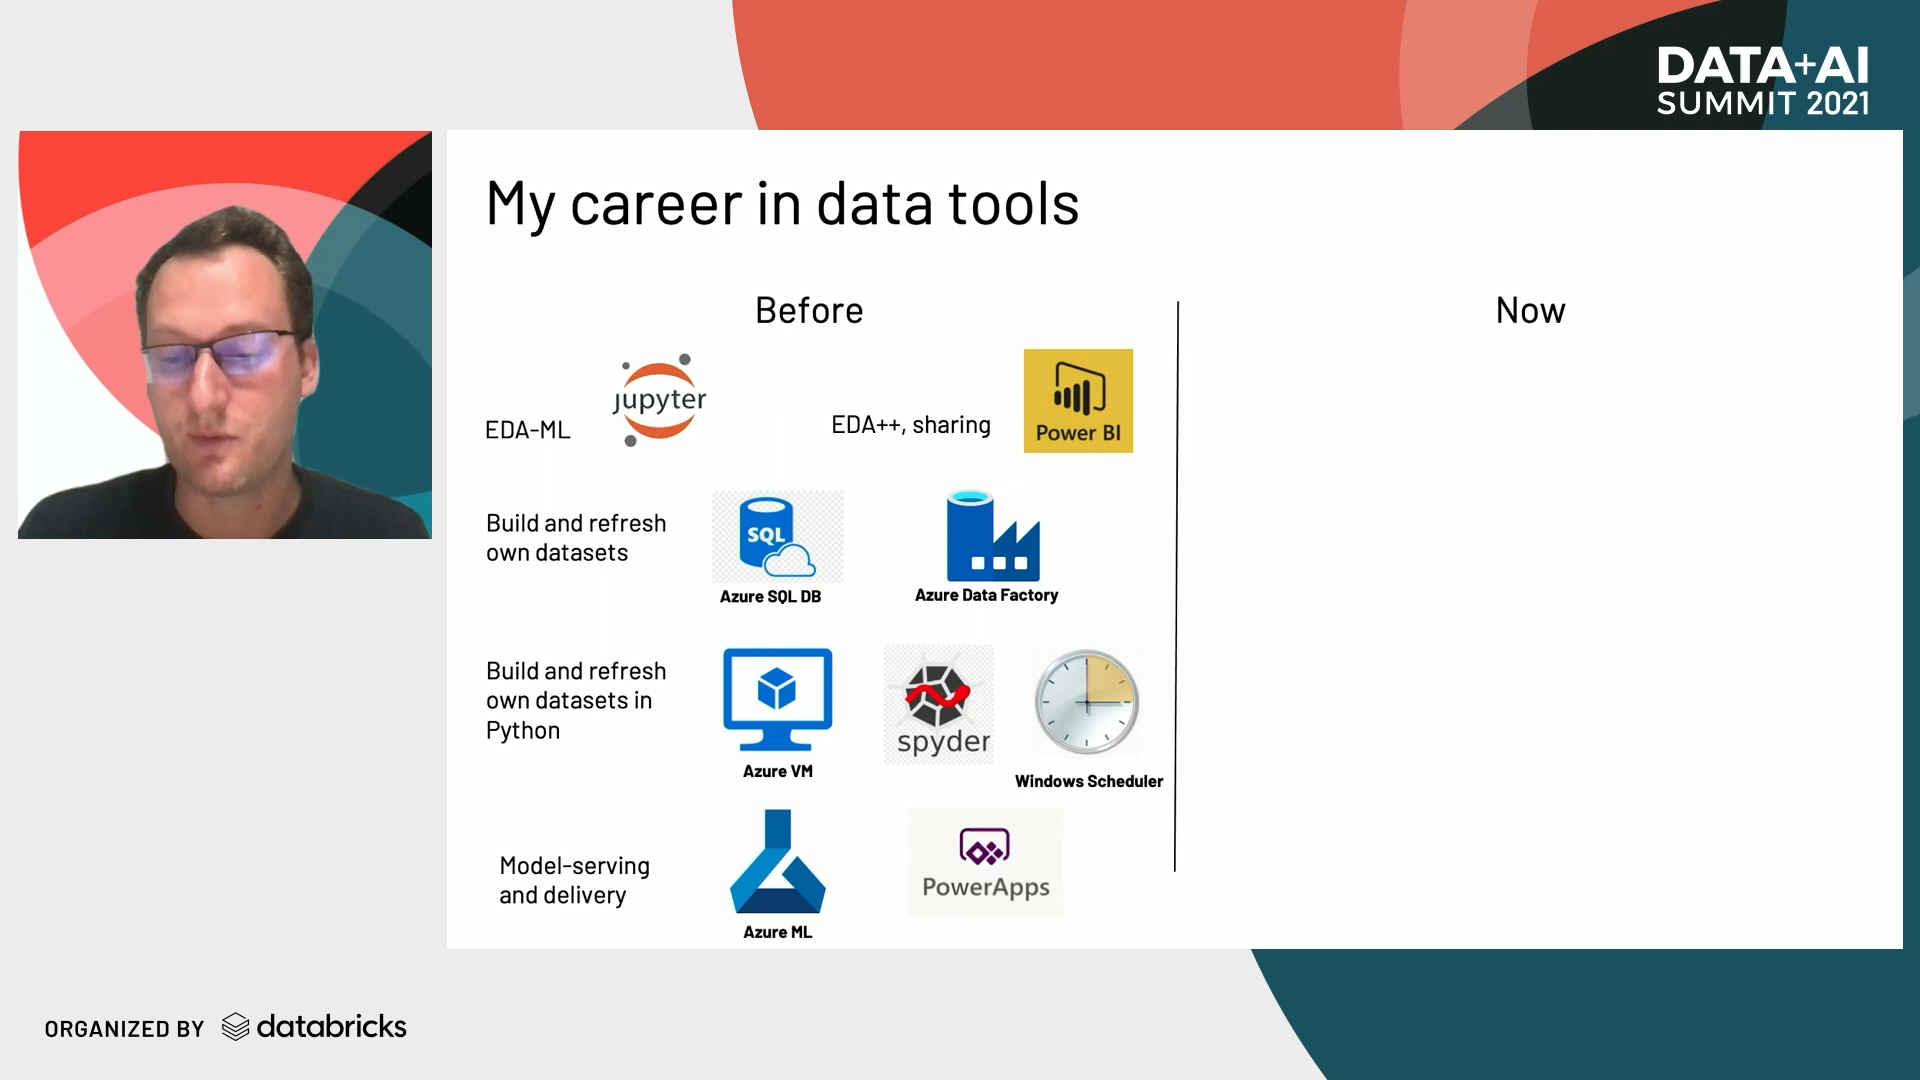 DATA+AI
SUMMIT 2021
My career in data tools
Before
Now
EDA-ML
jupyter
EDA++, sharing
Power BI
Build and refresh
own datasets
SQL
Azure SQL DB
Azure Data Factory
Build and refresh
own datasets in
Python
Azure VM
spyder
Windows Scheduler
Model-serving
and delivery
Azure ML
PowerApps
ORGANIZED BY databricks